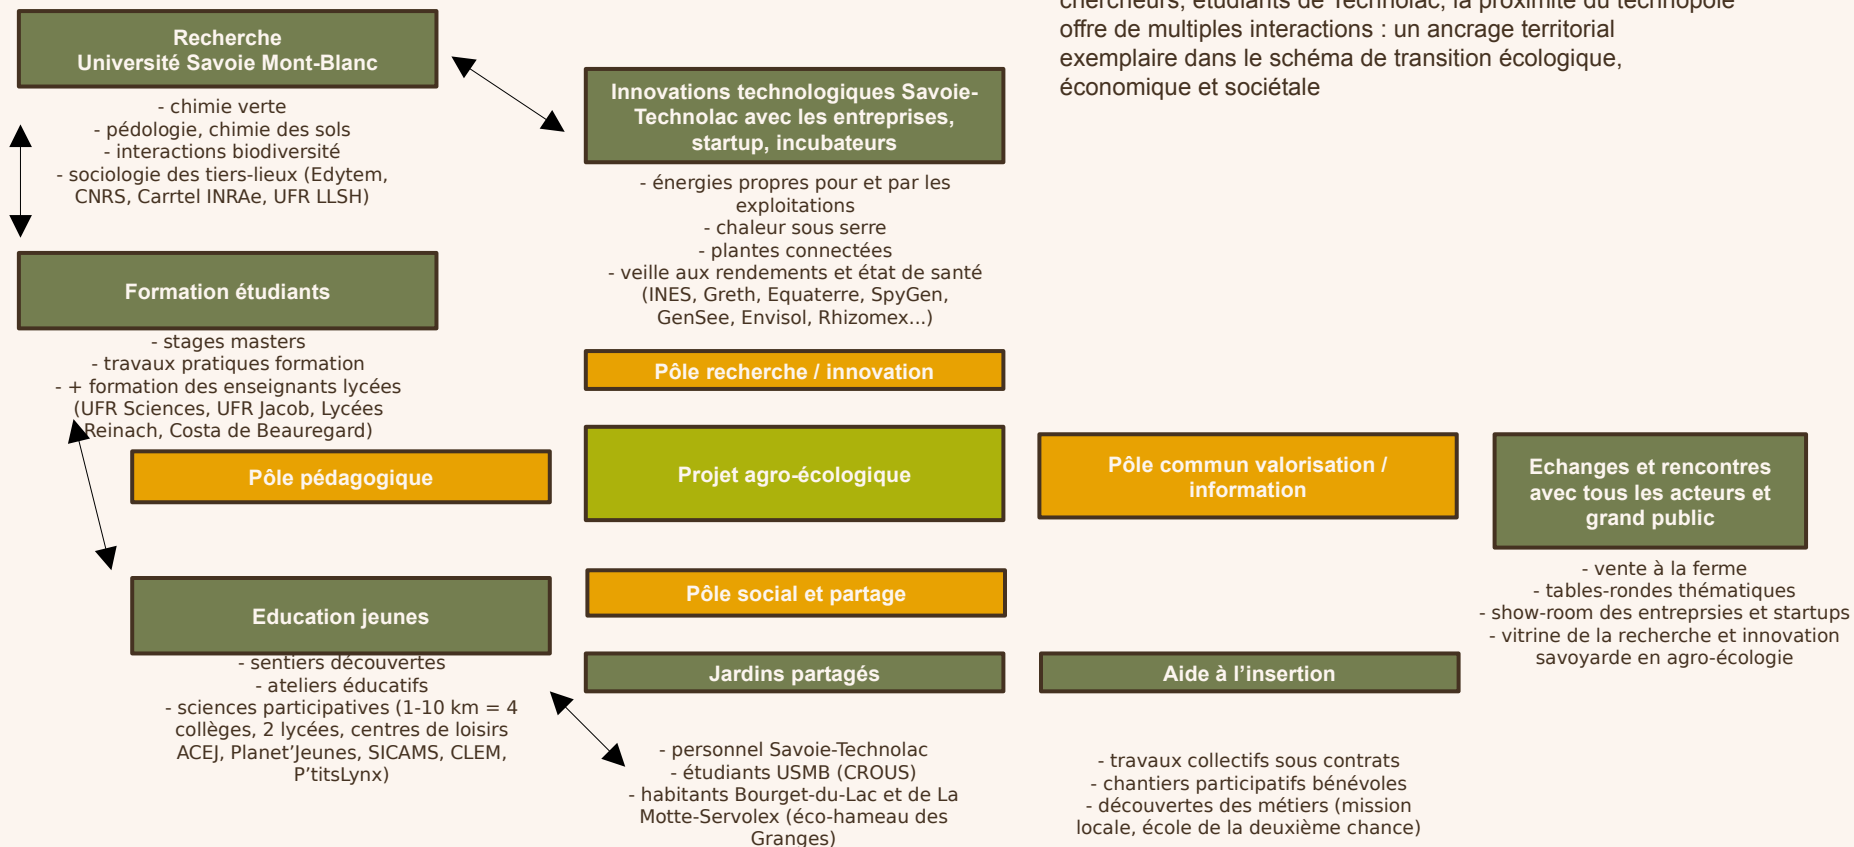 chercheurs, étudiants de Technolac, la proximité du technopole
offre de multiples interactions : un ancrage territorial
exemplaire dans le schéma de transition écologique,
économique et sociétale
Recherche
Université Savoie Mont-Blanc
- chimie verte
- pédologie, chimie des sols
- interactions biodiversité
- sociologie des tiers-lieux (Edytem,
CNRS, Carrtel INRAe, UFR LLSH)
Innovations technologiques Savoie-
Technolac avec les entreprises,
startup, incubateurs
- énergies propres pour et par les
exploitations
- chaleur sous serre
- plantes connectées
- veille aux rendements et état de santé
(INES, Greth, Equaterre, SpyGen,
GenSee, Envisol, Rhizomex...)
Formation étudiants
- stages masters
- travaux pratiques formation
- + formation des enseignants lycées
(UFR Sciences, UFR Jacob, Lycées
Reinach, Costa de Beauregard)
Pôle recherche / innovation
Pôle pédagogique
Projet agro-écologique
Pôle commun valorisation /
information
Echanges et rencontres
avec tous les acteurs et
grand public
- vente à la ferme
- tables-rondes thématiques
- show-room des entreprsies et startups
- vitrine de la recherche et innovation
savoyarde en agro-écologie
Pôle social et partage
Education jeunes
- sentiers découvertes
- ateliers éducatifs
- sciences participatives (1-10 km = 4
collèges, 2 lycées, centres de loisirs
ACEJ, Planet'Jeunes, SICAMS, CLEM,
P'titsLynx)
Jardins partagés
- personnel Savoie-Technolac
- étudiants USMB (CROUS)
- habitants Bourget-du-Lac et de La
Motte-Servolex (éco-hameau des
Granges)
Aide à l'insertion
- travaux collectifs sous contrats
- chantiers participatifs bénévoles
- découvertes des métiers (mission
locale, école de la deuxième chance)